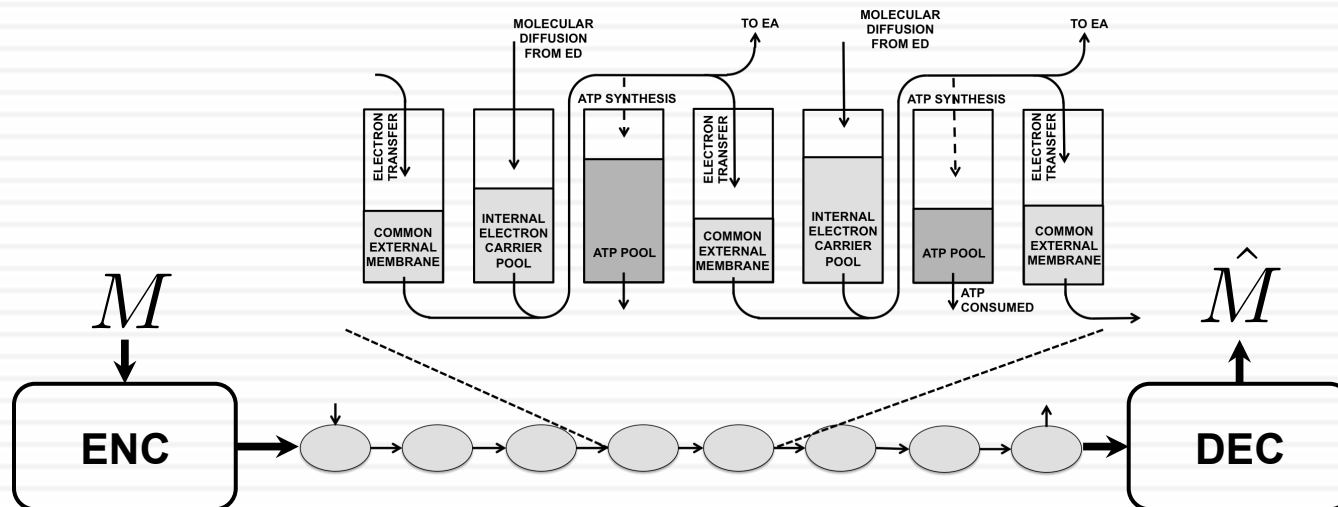 MOLECULAR
DIFFUSION
FROM ED
TO EA
MOLECULAR
DIFFUSION
FROM ED
TO EA
ELECTRON
TRANSFER
COMMON
EXTERNAL
MEMBRANE
INTERNAL
ELECTRON
CARRIER
POOL
ATP SYNTHESIS
ATP POOL
ELECTRON
TRANSFER
COMMON
EXTERNAL
MEMBRANE
INTERNAL
ELECTRON
CARRIER
POOL
ATP SYNTHESIS
ATP POOL
ATP
CONSUMED
ELECTRON
TRANSFER
COMMON
EXTERNAL
MEMBRANE
M
M̂
ENC
DEC